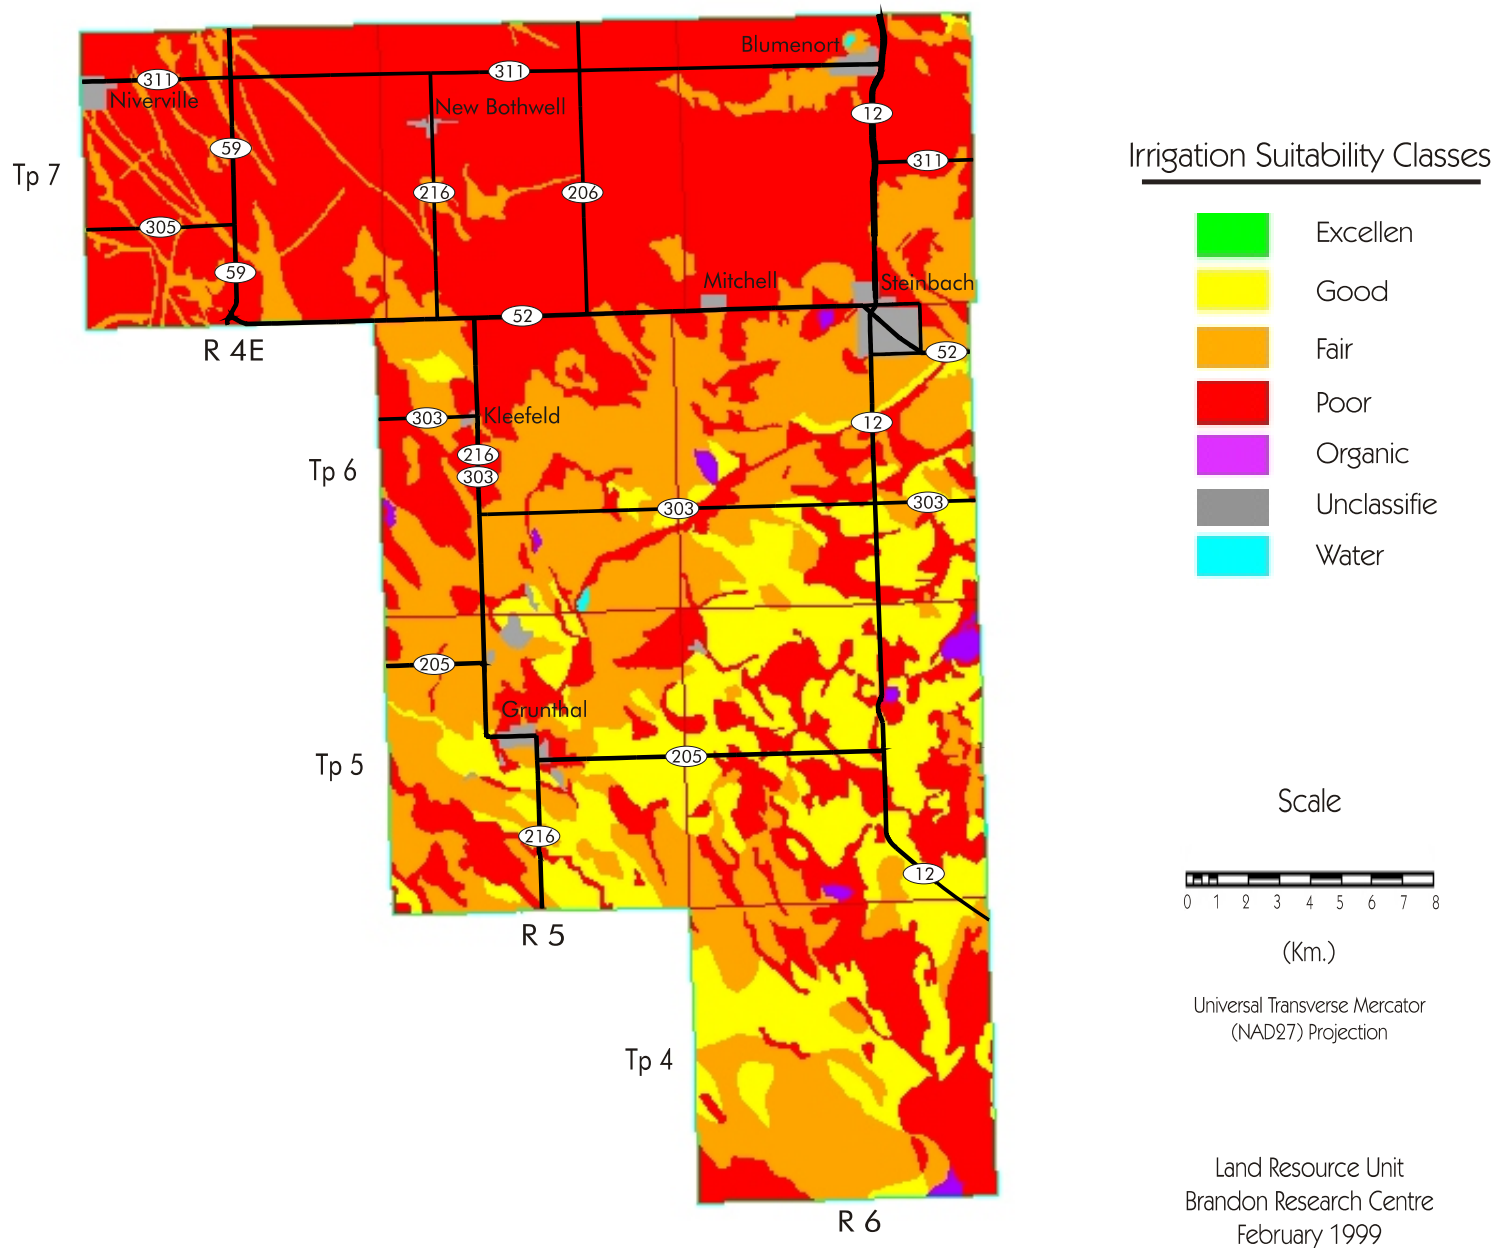 Blumenort
311
311
Niverville
New Bothwell
12
59
311
Tp 7
216
206
305
59
Mitchell
Steinbach
52
R 4E
52
303
Kleefeld
12
216
Tp 6
303
303
303
205
Grunthal
205
Tp 5
216
12
R 5
Tp 4
R 6
Irrigation Suitability Classes
Excellen
Good
Fair
Poor
Organic
Unclassifie
Water
Scale
0 1 2 3 4 5 6 7 8
(Km.)
Universal Transverse Mercator
(NAD27) Projection
Land Resource Unit
Brandon Research Centre
February 1999